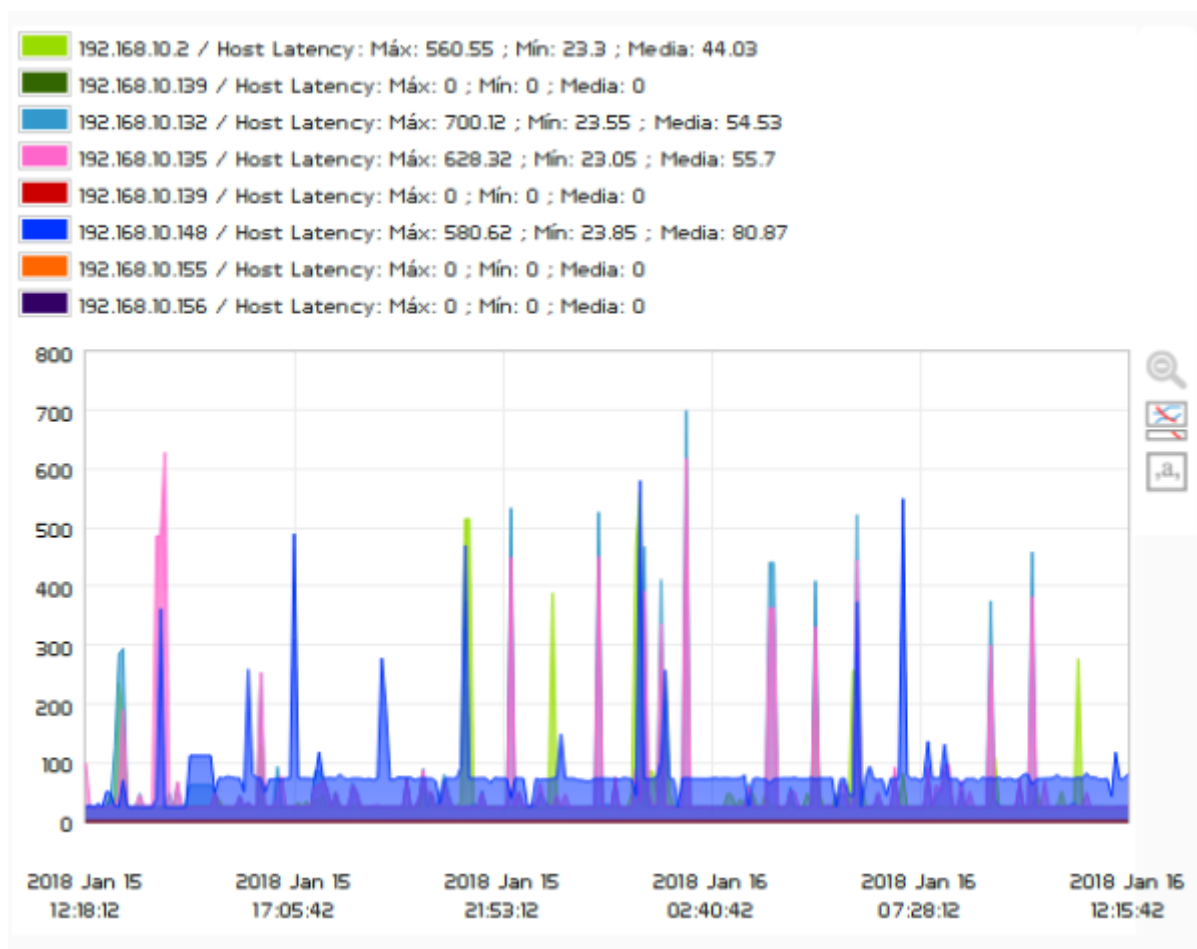 192.168.10.2 / Host Latency: Máx: 560.55 ; Mín: 23.3 ; Media: 44.03
192.168.10.139 / Host Latency: Máx: 0 ; Mín: 0 ; Media: 0
192.168.10.132 / Host Latency: Máx: 700.12 ; Mín: 23.55 ; Media: 54.53
192.168.10.135 / Host Latency: Máx: 628.32 ; Mín: 23.05 ; Media: 55.7
192.168.10.139 / Host Latency: Máx: 0 ; Mín: 0 ; Media: 0
192.168.10.148 / Host Latency: Máx: 580.62 ; Mín: 23.85 ; Media: 80.87
192.168.10.155 / Host Latency: Máx: 0 ; Mín: 0 ; Media: 0
192.168.10.156 / Host Latency: Máx: 0 ; Mín: 0 ; Media: 0
800
700
600
500
400
300
200
100
0
,a,
2018 Jan 15 2018 Jan 15 2018 Jan 15 2018 Jan 16 2018 Jan 16 2018 Jan 16
12:18:12 17:05:42 21:53:12 02:40:42 07:28:12 12:15:42